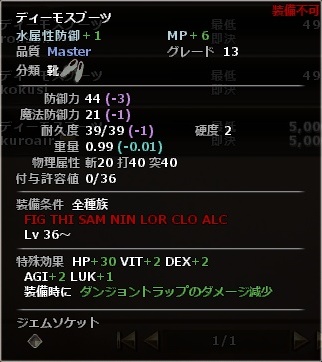 装備不可
ディーモスブーツ
水属性防御+1 MP+6
品質 Master グレード 13
分類 靴
防御力 44 (-3)
魔法防御力 21 (-1)
耐久度 39/39 (-1) 硬度 2
重量 0.99 (-0.01)
物理属性 斬20 打40 突40
付与許容値 0/36
装備条件 全種族
FIG THI SAM NIN LOR CLO ALC
Lv 36～
特殊効果 HP+30 VIT+2 DEX+2
AGI+2 LUK+1
装備時に ダンジョントラップのダメージ減少
ジェムソケット
1/1